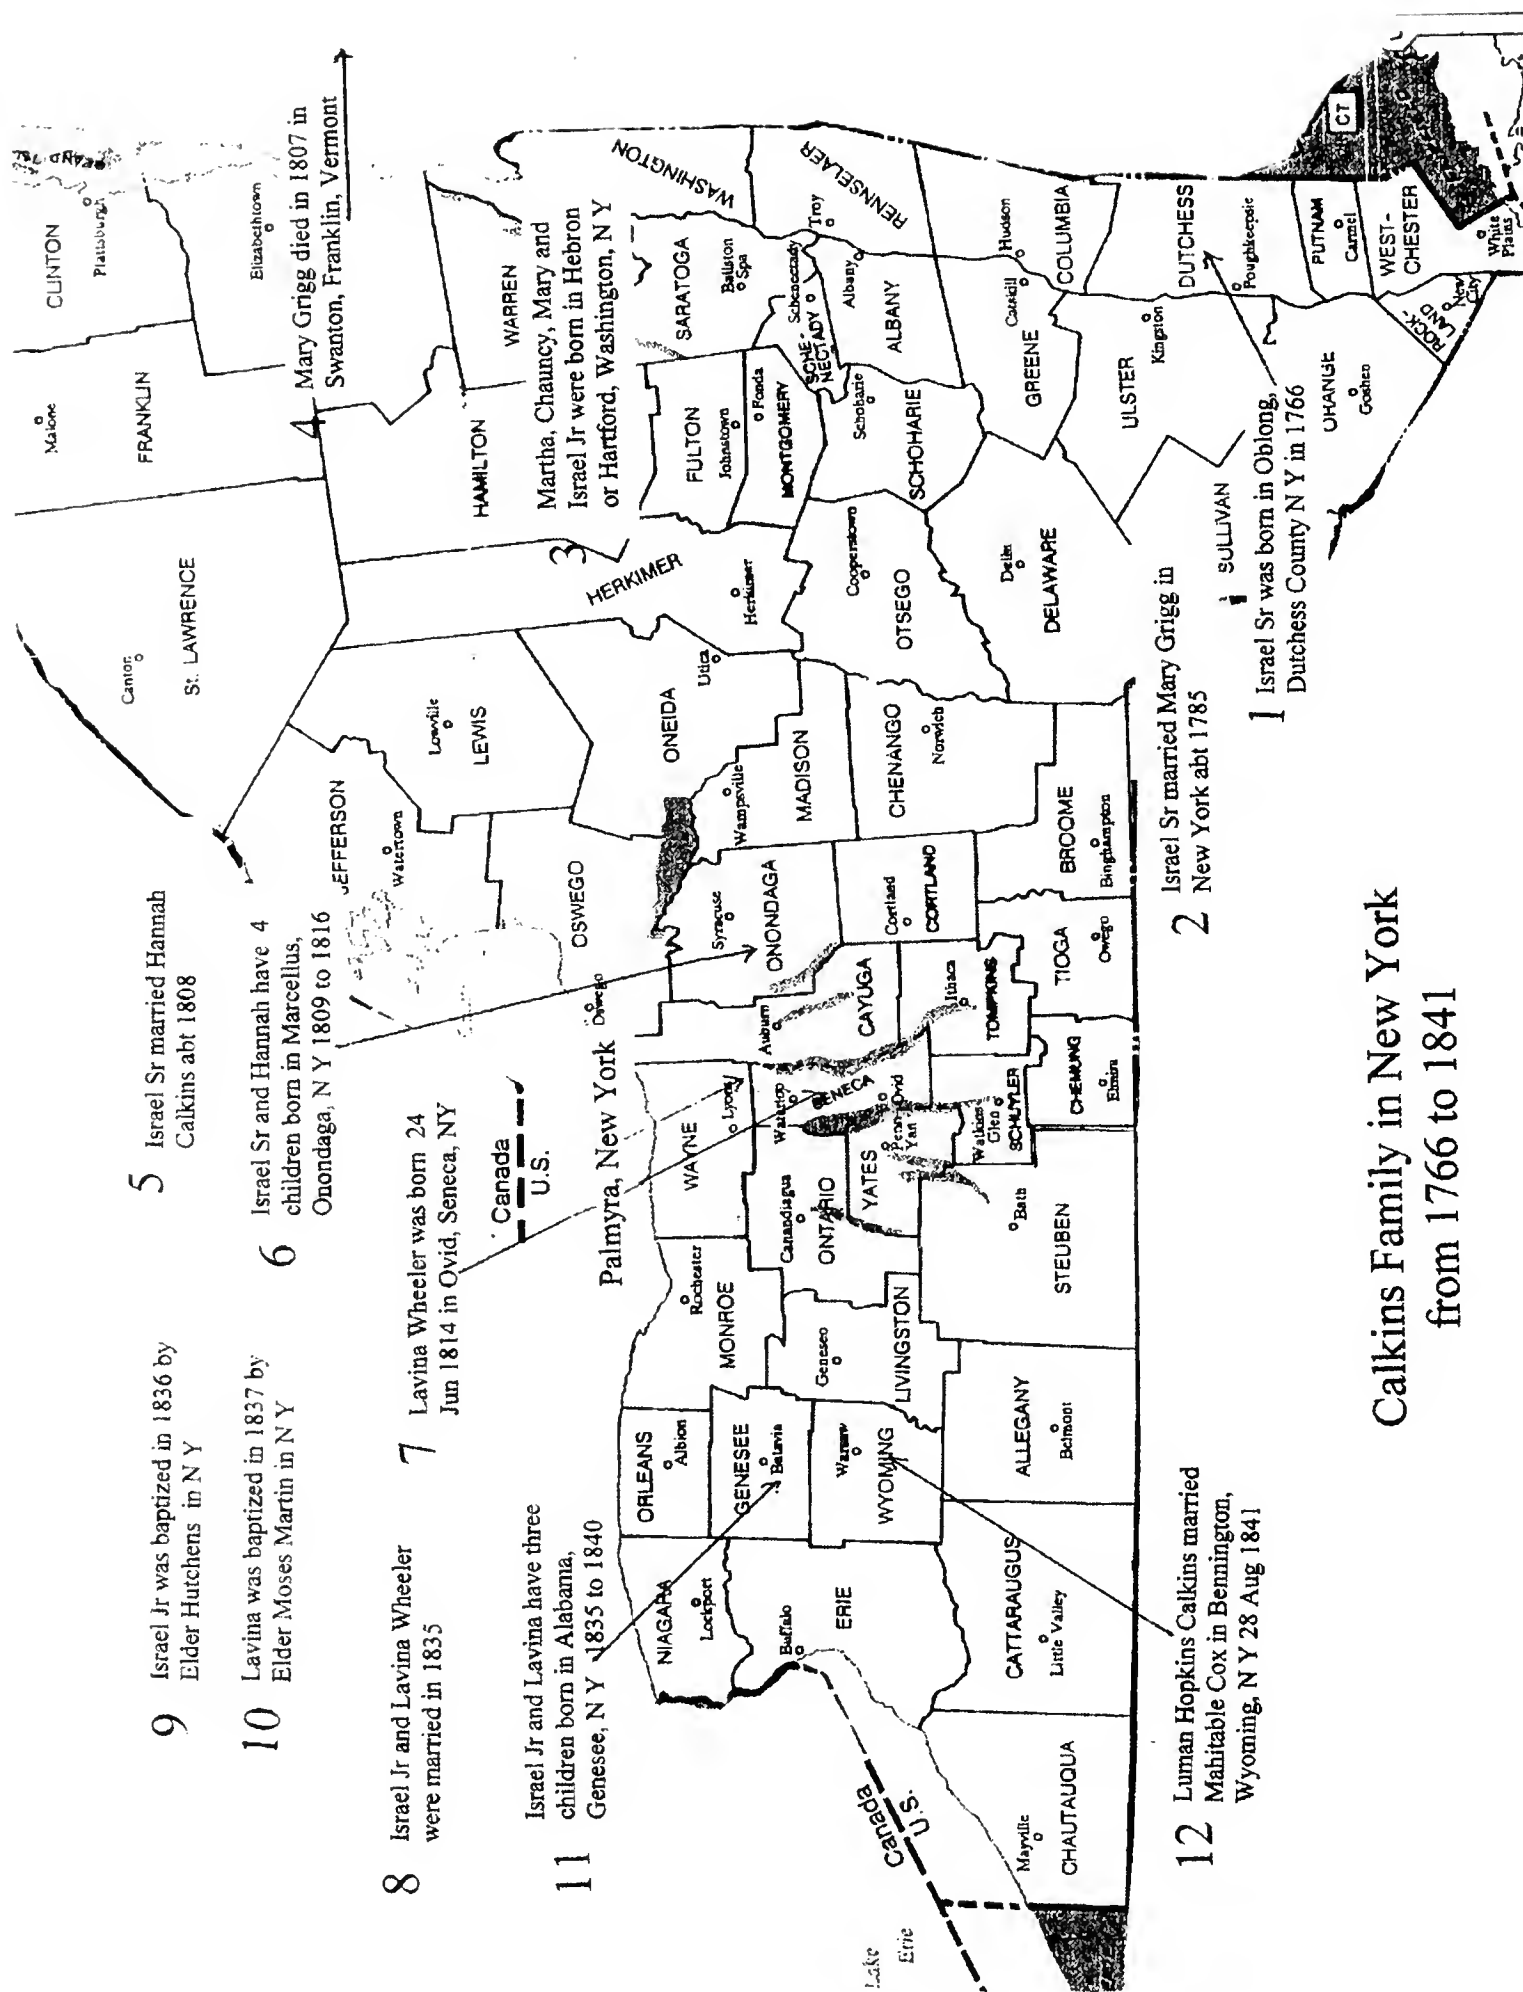 Calkins Family in New York
from 1766 to 1841
1 Israel Sr was born in Oblong,
Dutchess County N Y in 1766
2 Israel Sr married Mary Grigg in
New York abt 1785
3 Martha, Chauncy, Mary and
Israel Jr were born in Hebron
or Hartford, Washington, N Y
4 Mary Grigg died in 1807 in
Swanton, Franklin, Vermont
5 Israel Sr married Hannah
Calkins abt 1808
6 Israel Sr and Hannah have 4
children born in Marcellus,
Onondaga, N Y 1809 to 1816
7 Lavina Wheeler was born 24
Jun 1814 in Ovid, Seneca, NY
8 Israel Jr and Lavina Wheeler
were married in 1835
9 Israel Jr was baptized in 1836 by
Elder Hutchens in N Y
10 Lavina was baptized in 1837 by
Elder Moses Martin in N Y
11 Israel Jr and Lavina have three
children born in Alabama,
Genesee, N Y 1835 to 1840
12 Luman Hopkins Calkins married
Mahitable Cox in Bennington,
Wyoming, N Y 28 Aug 1841
Palmyra, New York
Canada
U.S.
Canada
U.S.
Lake
Erie
CT
CLINTON
Plattsburgh
FRANKLIN
Malone
Elizabethtown
St. LAWRENCE
Canton
JEFFERSON
Watertown
LEWIS
Lowville
HAMILTON
WARREN
WASHINGTON
HERKIMER
Herkimer
ONEIDA
Utica
OSWEGO
Oswego
FULTON
Johnstown
MONTGOMERY
Fonda
SARATOGA
Ballston
Spa
SCHE-
NECTADY
Schenectady
RENNSELAER
Troy
ALBANY
Albany
SCHOHARIE
Schoharie
OTSEGO
Cooperstown
MADISON
Wampsville
ONONDAGA
Syracuse
CAYUGA
Auburn
WAYNE
Lyons
SENECA
Waterloo
Ovid
MONROE
Rochester
ONTARIO
Canandiagua
YATES
Penn
Yan
ORLEANS
Albion
GENESEE
Batavia
NIAGARA
Lockport
ERIE
Buffalo
WYOMING
Warsaw
LIVINGSTON
Geneseo
CHAUTAUQUA
Mayville
CATTARAUGUS
Little Valley
ALLEGANY
Belmont
STEUBEN
Bath
SCHUYLER
Watkins
Glen
CHEMUNG
Elmira
TOMPKINS
Ithaca
TIOGA
Owego
CORTLAND
Cortland
BROOME
Binghampton
CHENANGO
Norwich
DELAWARE
Delhi
GREENE
Catskill
COLUMBIA
Hudson
ULSTER
Kingston
DUTCHESS
Poughkeepsie
SULLIVAN
ORANGE
Goshen
PUTNAM
Carmel
WEST-
CHESTER
White
Plains
ROCK-
LAND
New
City